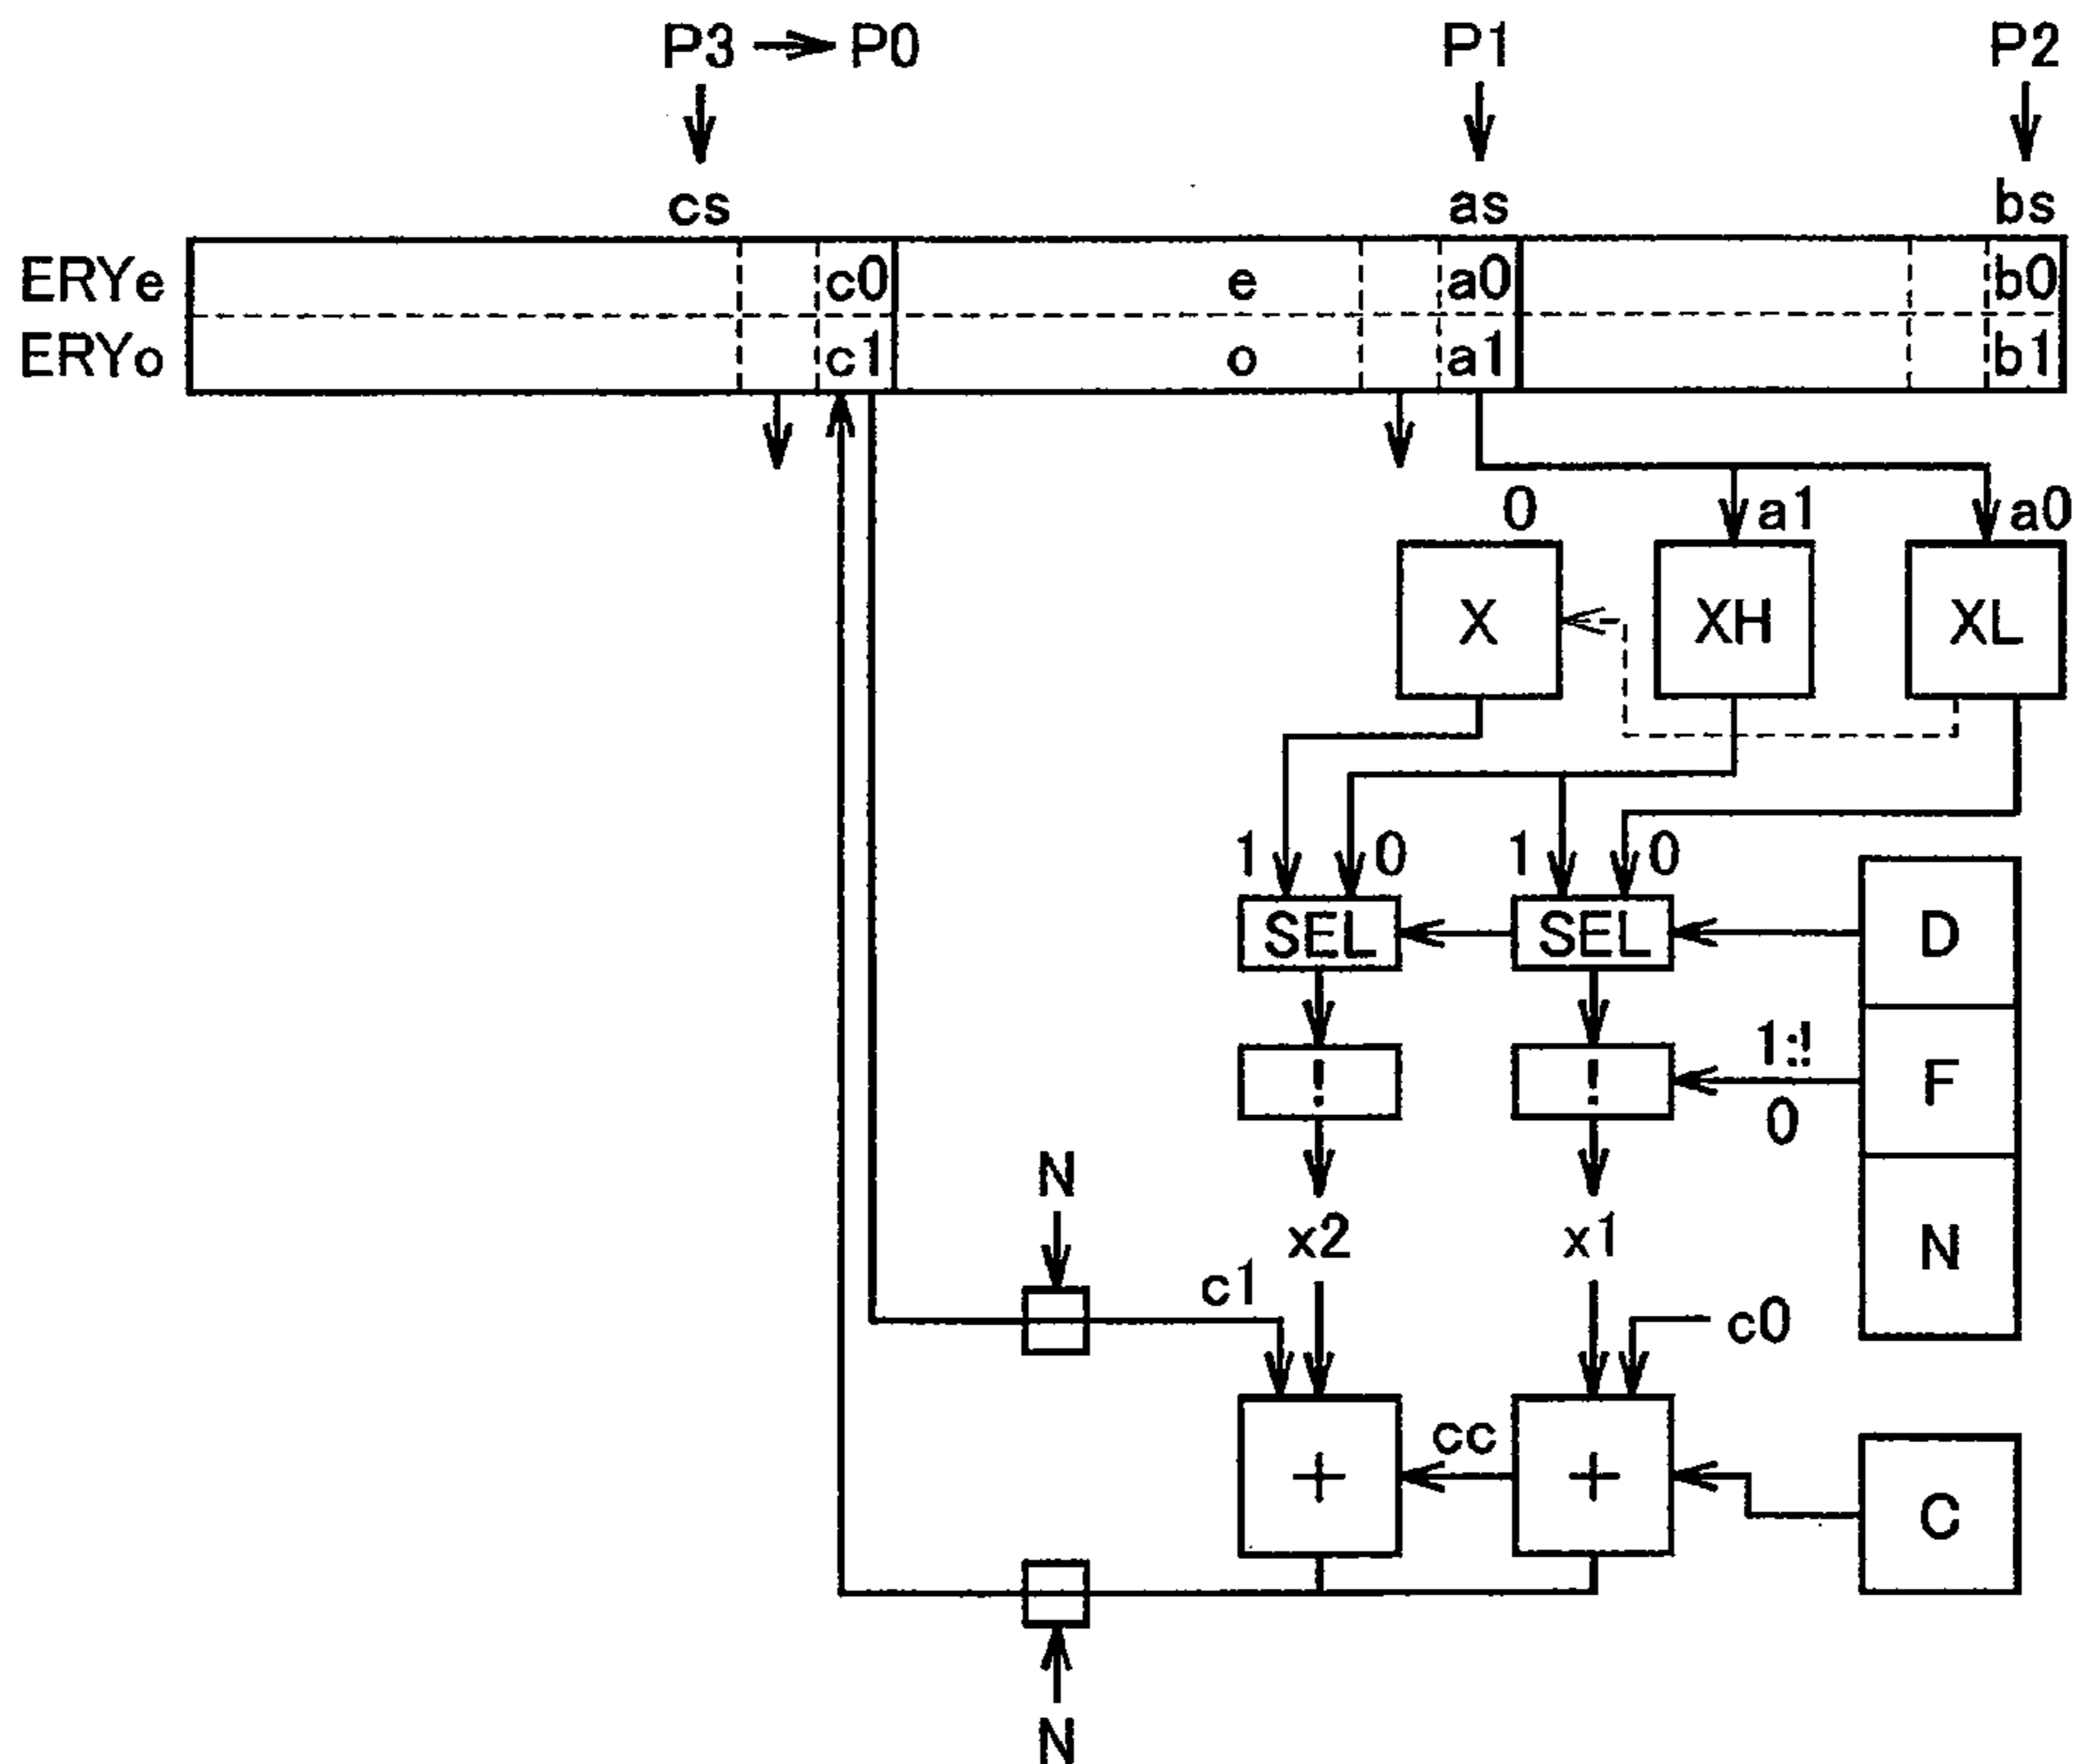 P3 → P0 P1 P2
cs as bs
ERYe c0 e a0 b0
ERYo c1 o a1 b1
0 a1 a0
X XH XL
1 0 1 0
SEL SEL D
1:!
! ! F
0
N
x2 x1 N
c1 c0
cc
+ + C
N